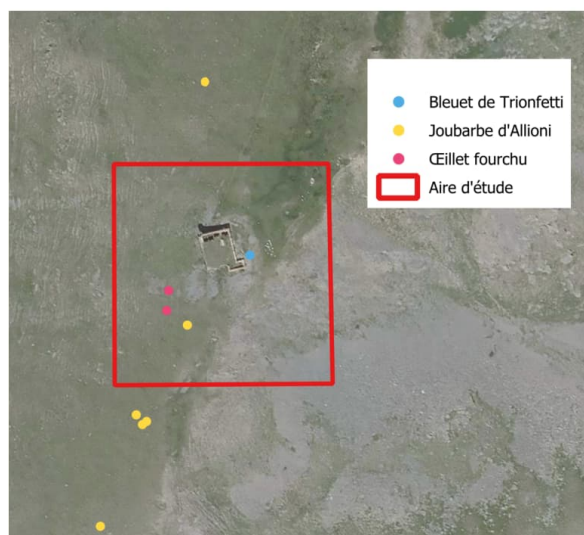 Bleuet de Trionfetti
Joubarbe d'Allioni
Œillet fourchu
Aire d'étude